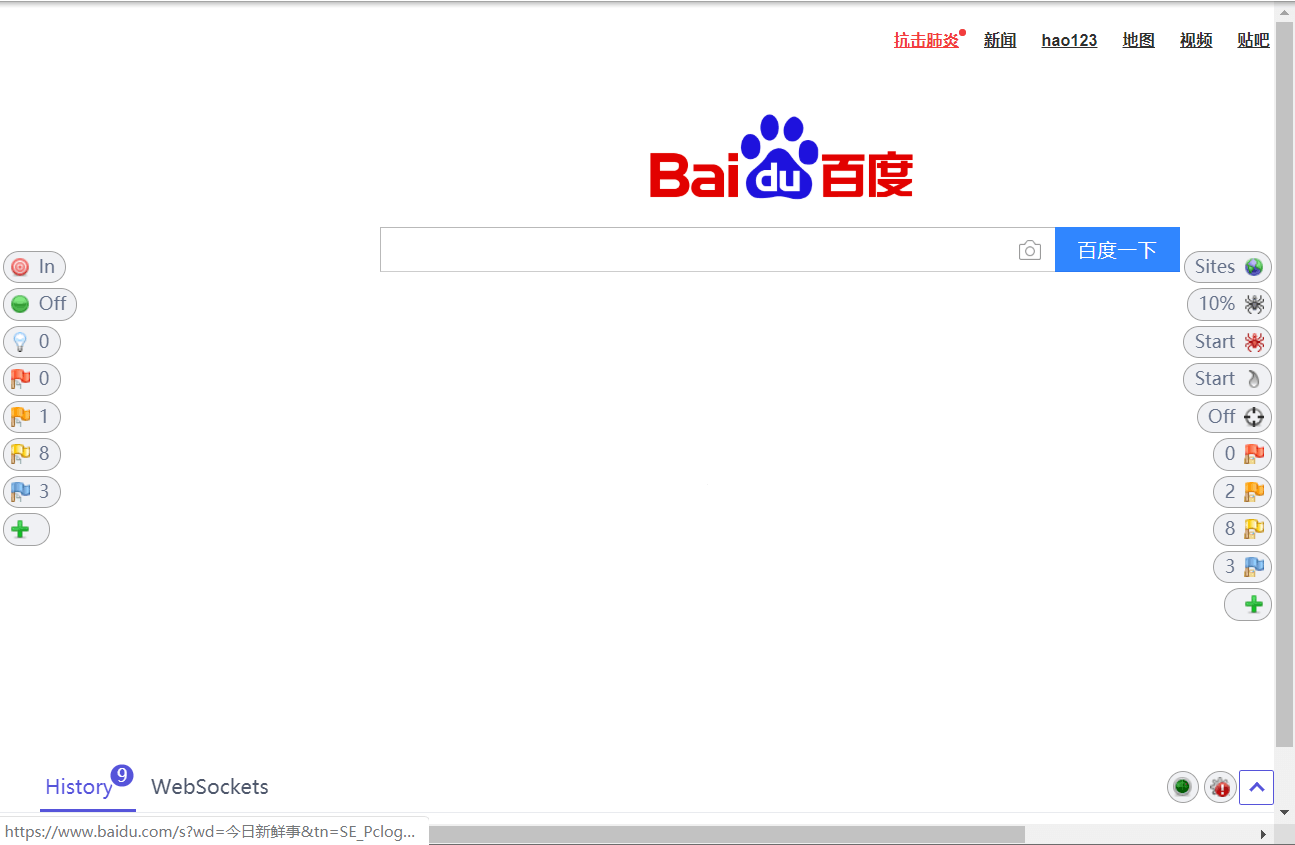 抗击肺炎 新闻 hao123 地图 视频 贴吧
Bai du 百度
百度一下
In
Off
0
0
1
8
3
Sites
10%
Start
Start
Off
0
2
8
3
History 9 WebSockets
https://www.baidu.com/s?wd=今日新鲜事&tn=SE_Pclog...